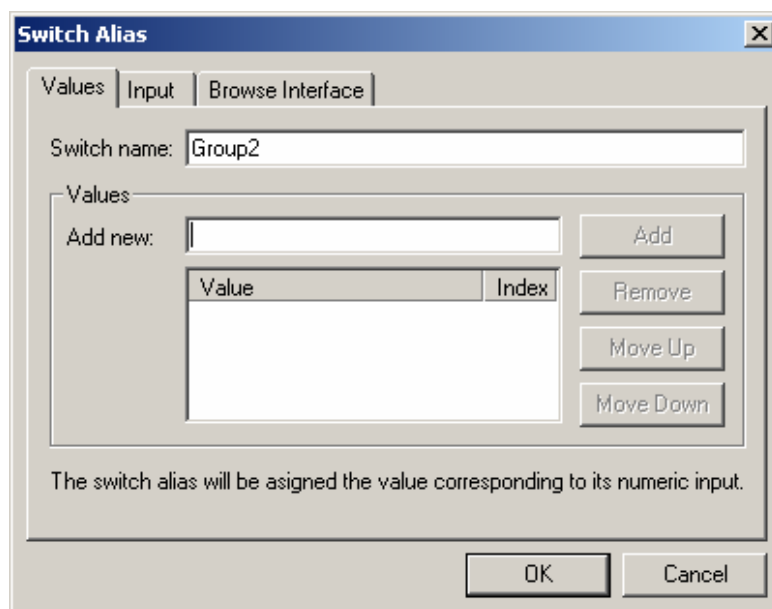 Switch Alias
Values Input Browse Interface
Switch name: Group2
Values
Add new: Add
Value Index Remove
Move Up
Move Down
The switch alias will be asigned the value corresponding to its numeric input.
OK Cancel